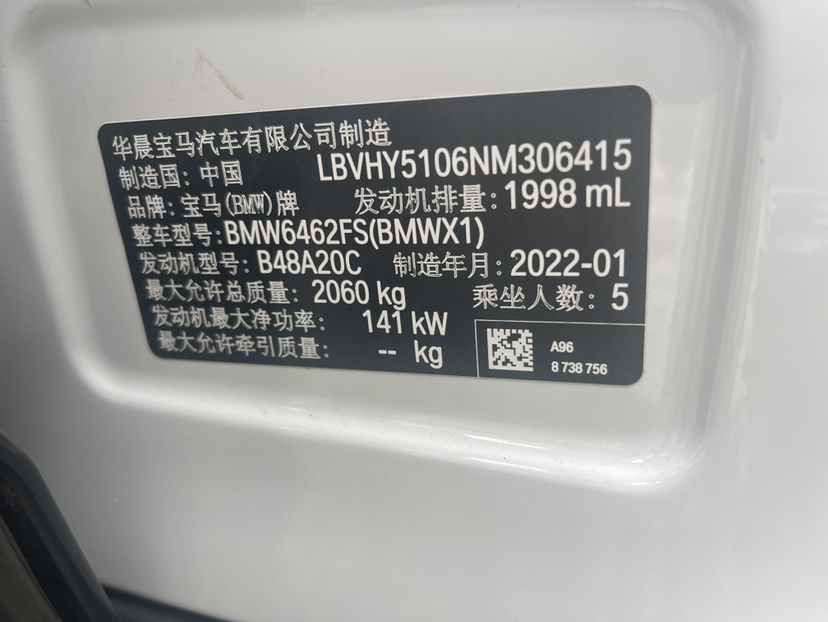 华晨宝马汽车有限公司制造
制造国：中国 LBVHY5106NM306415
品牌：宝马(BMW)牌 发动机排量：1998 mL
整车型号：BMW6462FS(BMWX1)
发动机型号：B48A20C 制造年月：2022-01
最大允许总质量：2060 kg 乘坐人数：5
发动机最大净功率： 141 kW
最大允许牵引质量： -- kg
A96
8 738 756